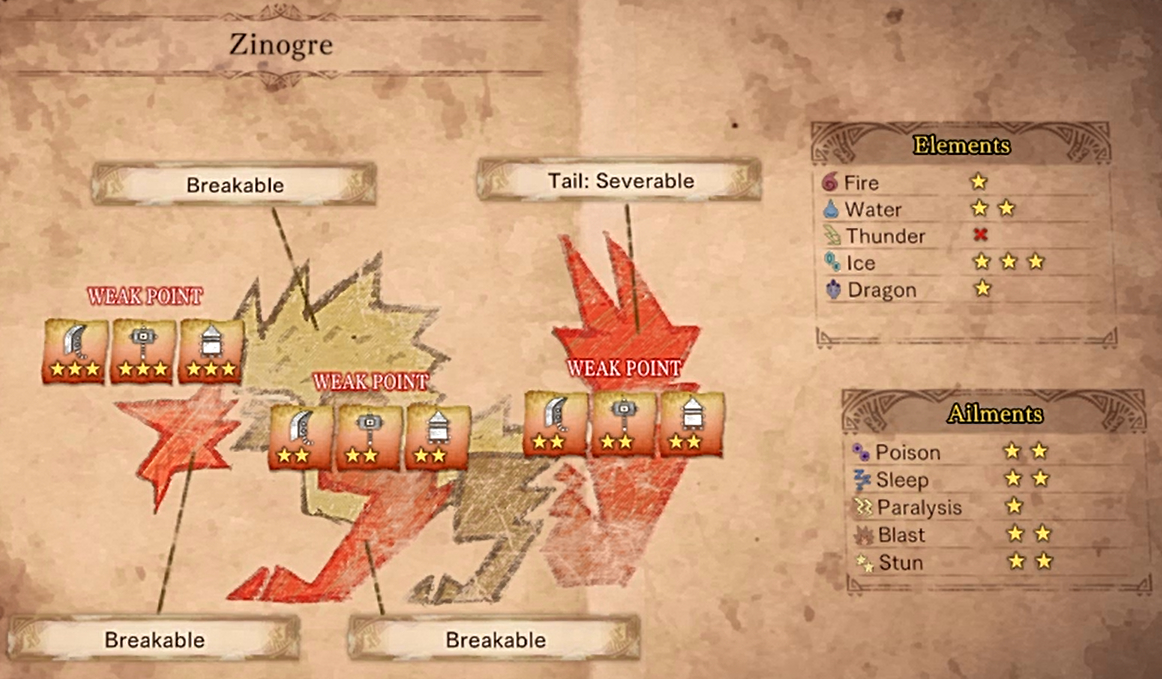 Zinogre
Breakable
Tail: Severable
WEAK POINT
WEAK POINT
WEAK POINT
Breakable
Breakable
Elements
Fire
Water
Thunder
Ice
Dragon
Ailments
Poison
Sleep
Paralysis
Blast
Stun